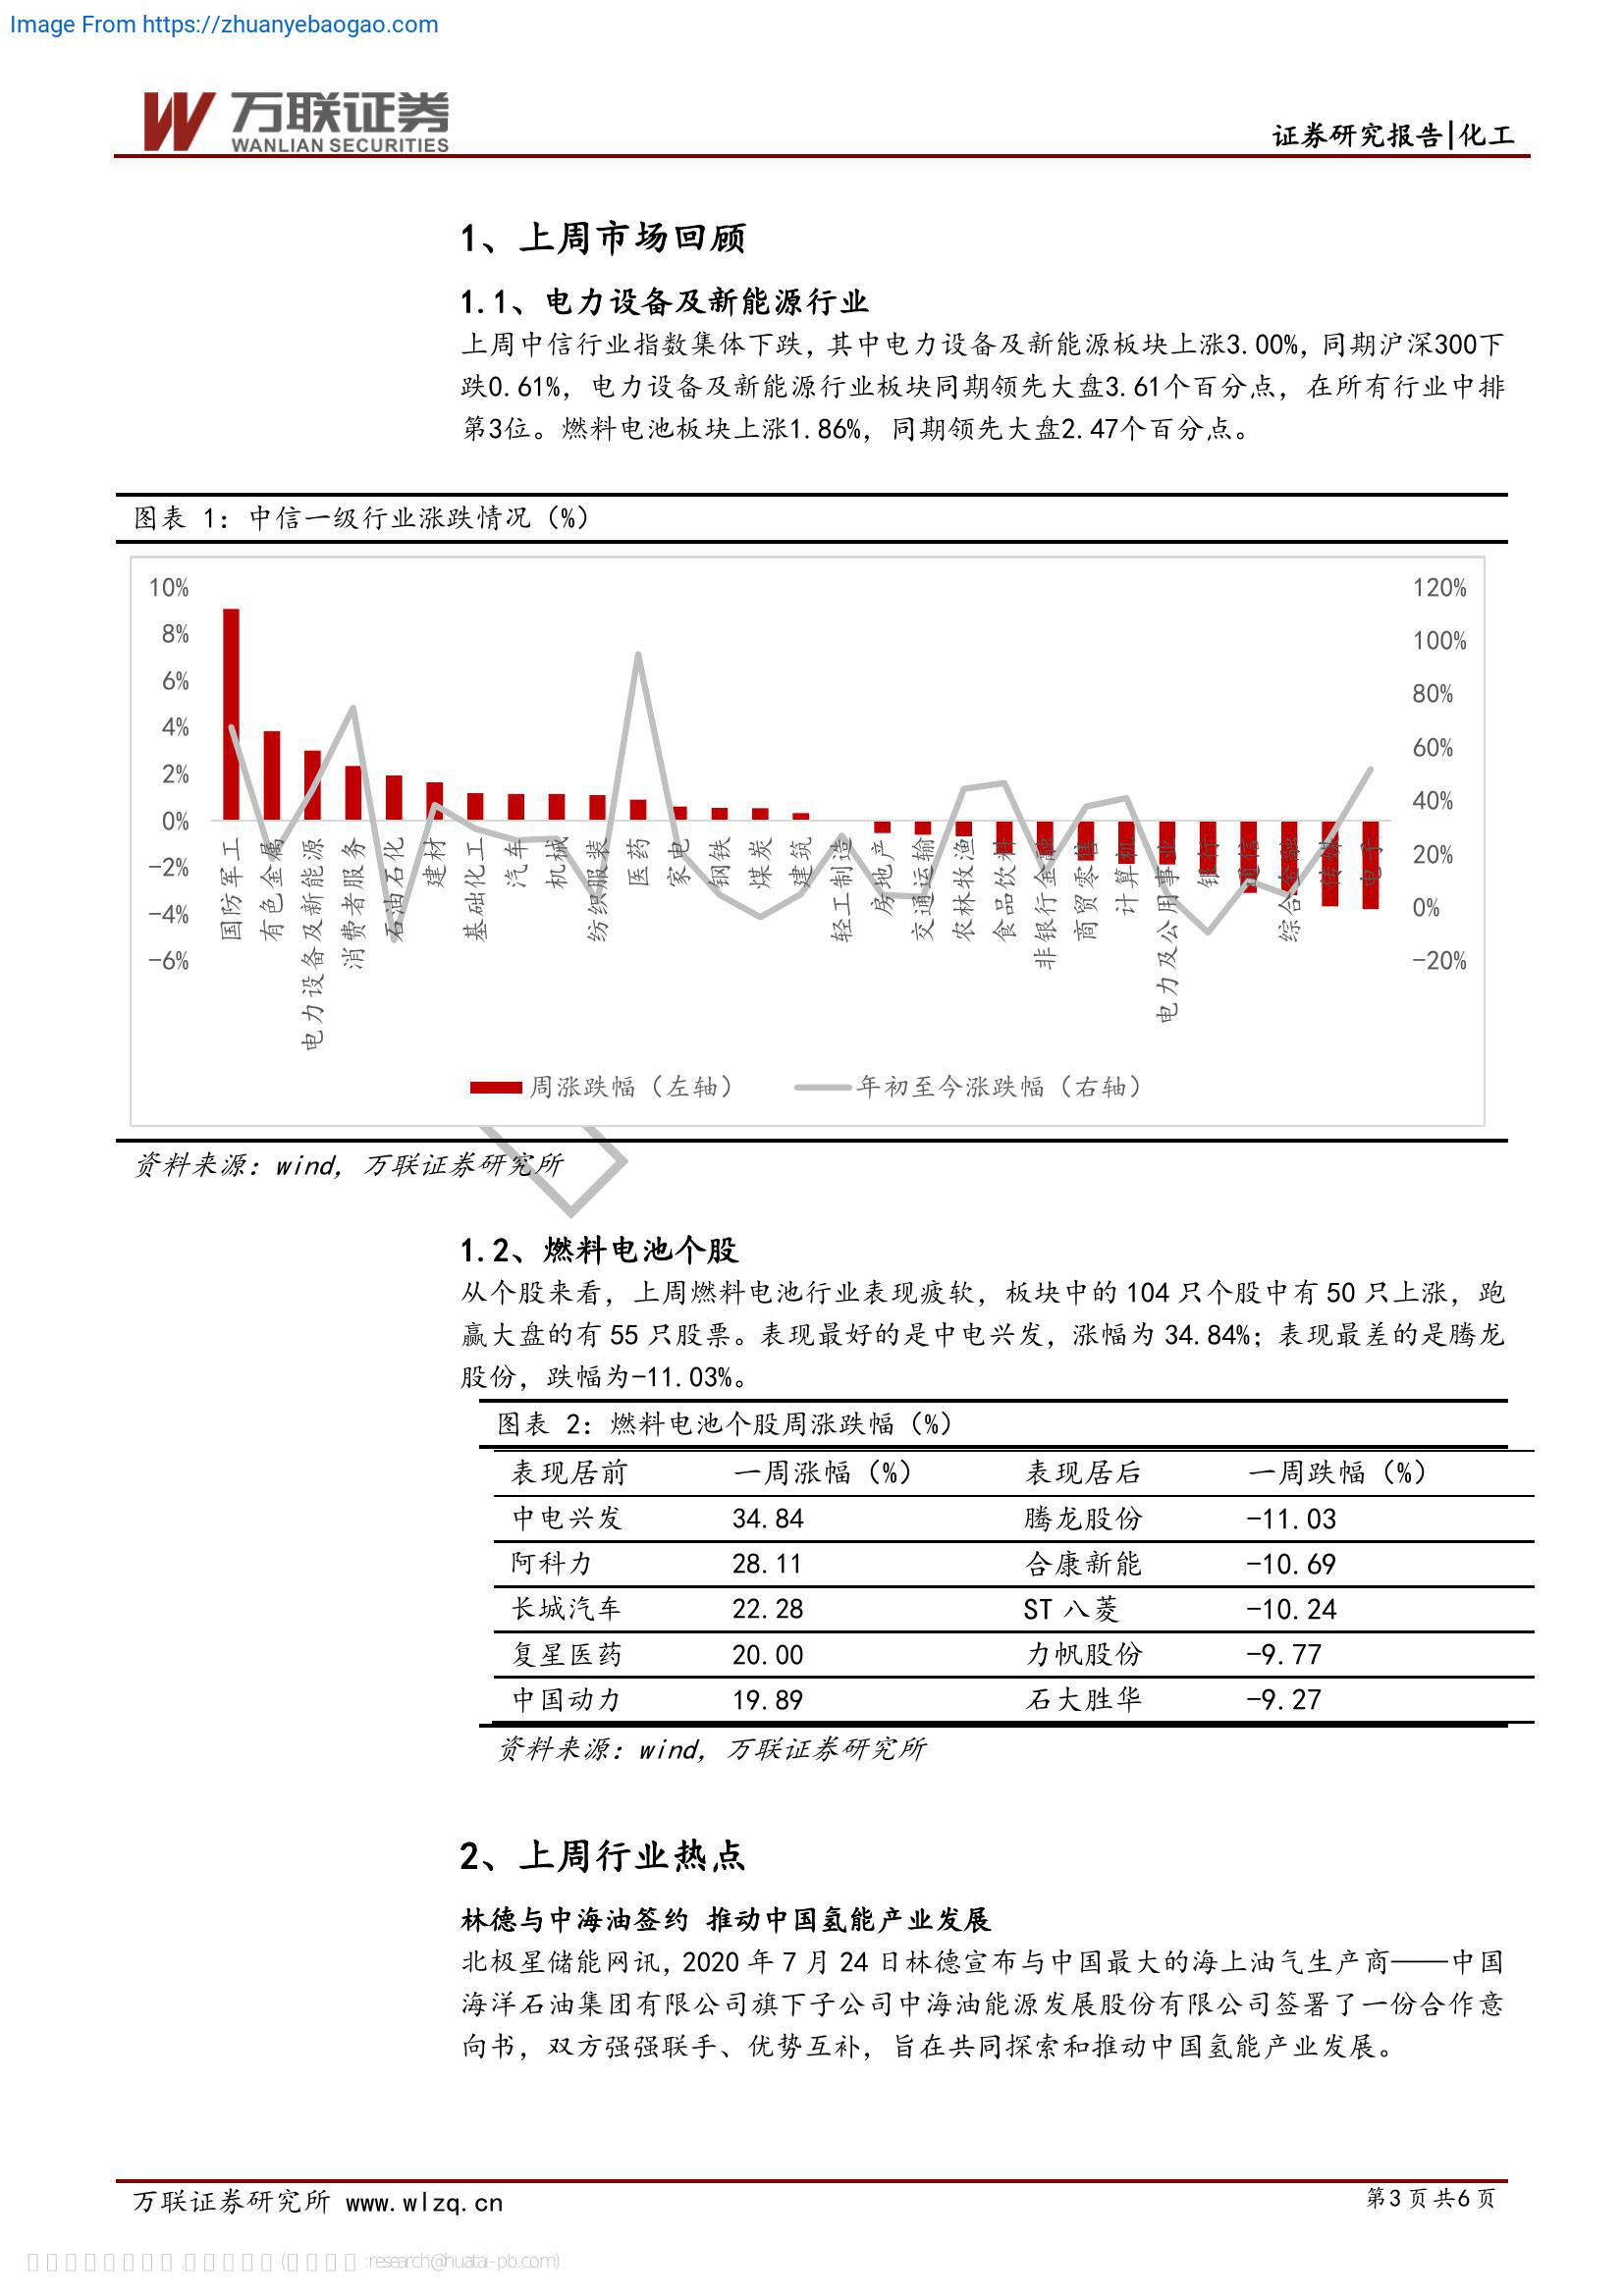 Image From https://zhuanyebaogao.com
万联证券
WANLIAN SECURITIES
证券研究报告|化工
1、上周市场回顾
1.1、电力设备及新能源行业
上周中信行业指数集体下跌，其中电力设备及新能源板块上涨3.00%，同期沪深300下
跌0.61%，电力设备及新能源行业板块同期领先大盘3.61个百分点，在所有行业中排
第3位。燃料电池板块上涨1.86%，同期领先大盘2.47个百分点。
图表 1：中信一级行业涨跌情况（%）
10%
8%
6%
4%
2%
0%
-2%
-4%
-6%
120%
100%
80%
60%
40%
20%
0%
-20%
国防军工
有色金属
电力设备及新能源
消费者服务
石油石化
建材
基础化工
汽车
机械
纺织服装
医药
家电
钢铁
煤炭
建筑
轻工制造
房地产
交通运输
农林牧渔
食品饮料
非银行金融
商贸零售
计算机
电力及公用事业
银行
通信
综合金融
传媒
电子
周涨跌幅（左轴）
年初至今涨跌幅（右轴）
资料来源：wind，万联证券研究所
1.2、燃料电池个股
从个股来看，上周燃料电池行业表现疲软，板块中的 104 只个股中有 50 只上涨，跑
赢大盘的有 55 只股票。表现最好的是中电兴发，涨幅为 34.84%；表现最差的是腾龙
股份，跌幅为-11.03%。
图表 2：燃料电池个股周涨跌幅（%）
表现居前 一周涨幅（%） 表现居后 一周跌幅（%）
中电兴发 34.84 腾龙股份 -11.03
阿科力 28.11 合康新能 -10.69
长城汽车 22.28 ST 八菱 -10.24
复星医药 20.00 力帆股份 -9.77
中国动力 19.89 石大胜华 -9.27
资料来源：wind，万联证券研究所
2、上周行业热点
林德与中海油签约 推动中国氢能产业发展
北极星储能网讯，2020 年 7 月 24 日林德宣布与中国最大的海上油气生产商——中国
海洋石油集团有限公司旗下子公司中海油能源发展股份有限公司签署了一份合作意
向书，双方强强联手、优势互补，旨在共同探索和推动中国氢能产业发展。
万联证券研究所 www.wlzq.cn
第3页共6页
research@huatai-pb.com)